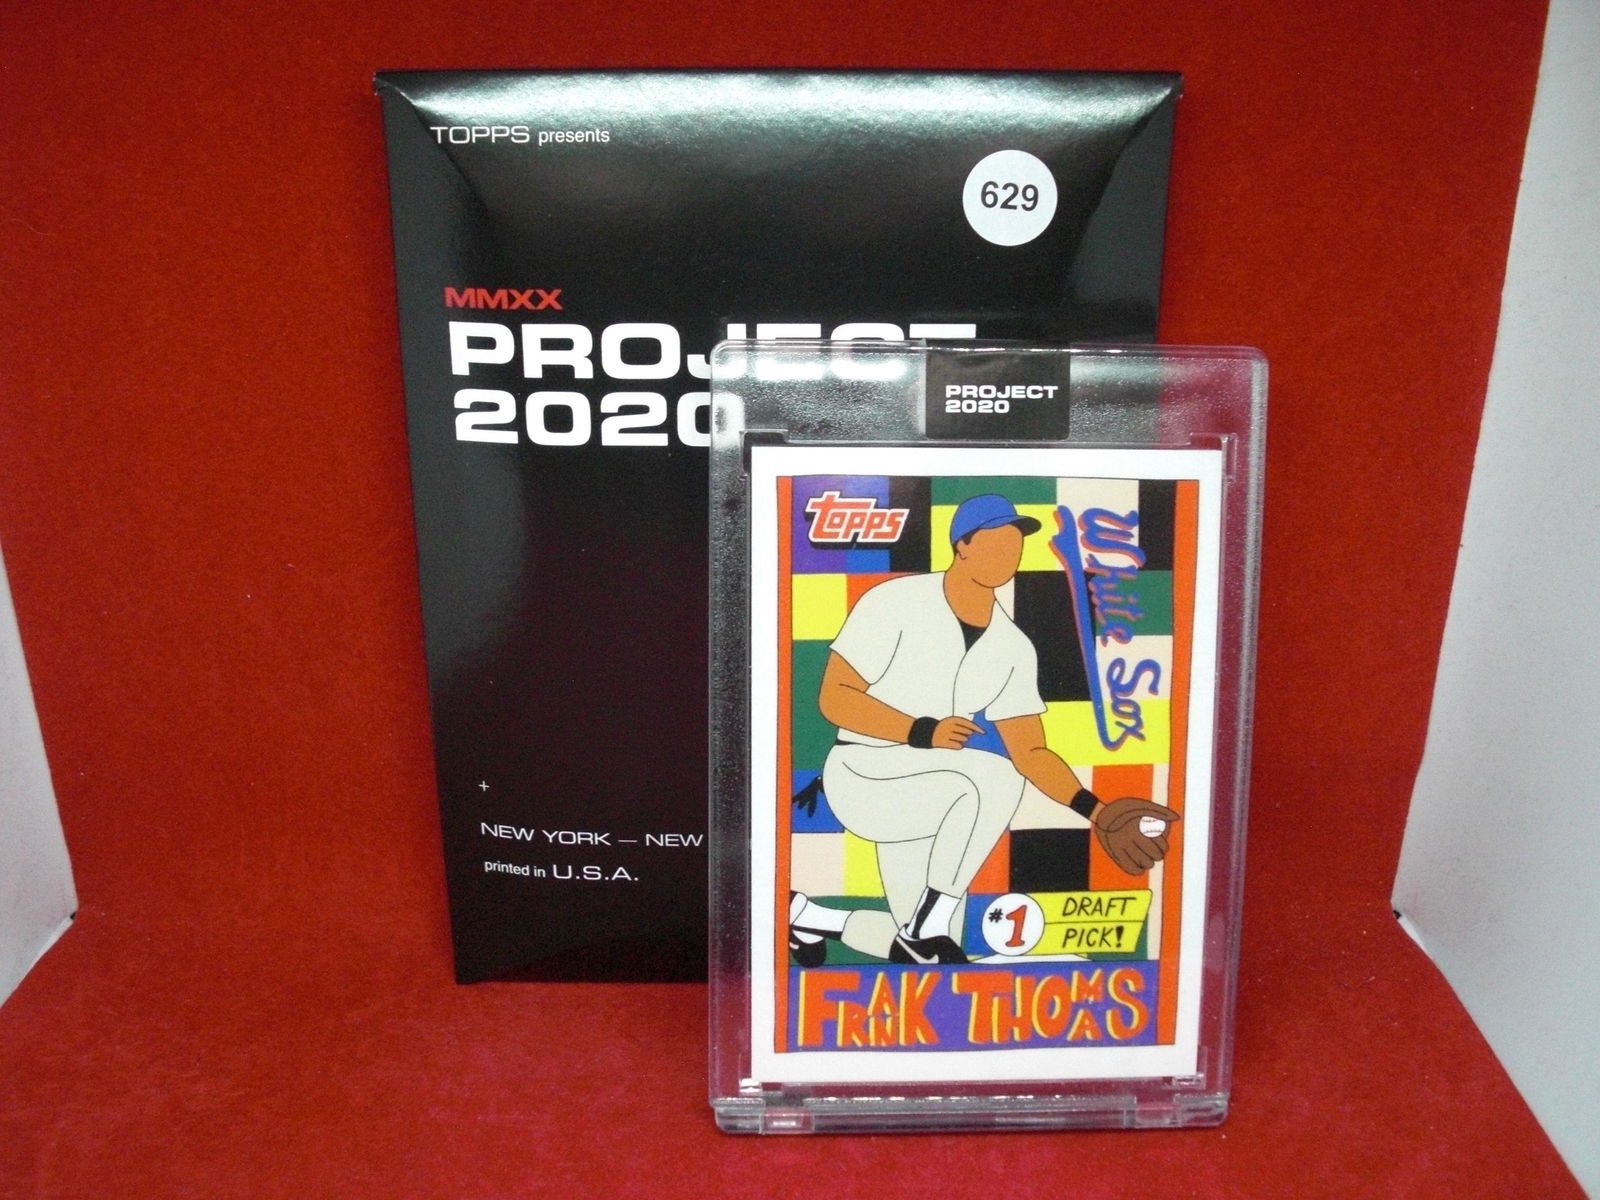 TOPPS presents
629
MMXX
PROJECT
2020
NEW YORK — NEW
printed in U.S.A.
PROJECT
2020
topps
White Sox
#1
DRAFT
PICK!
FRANK THOMAS